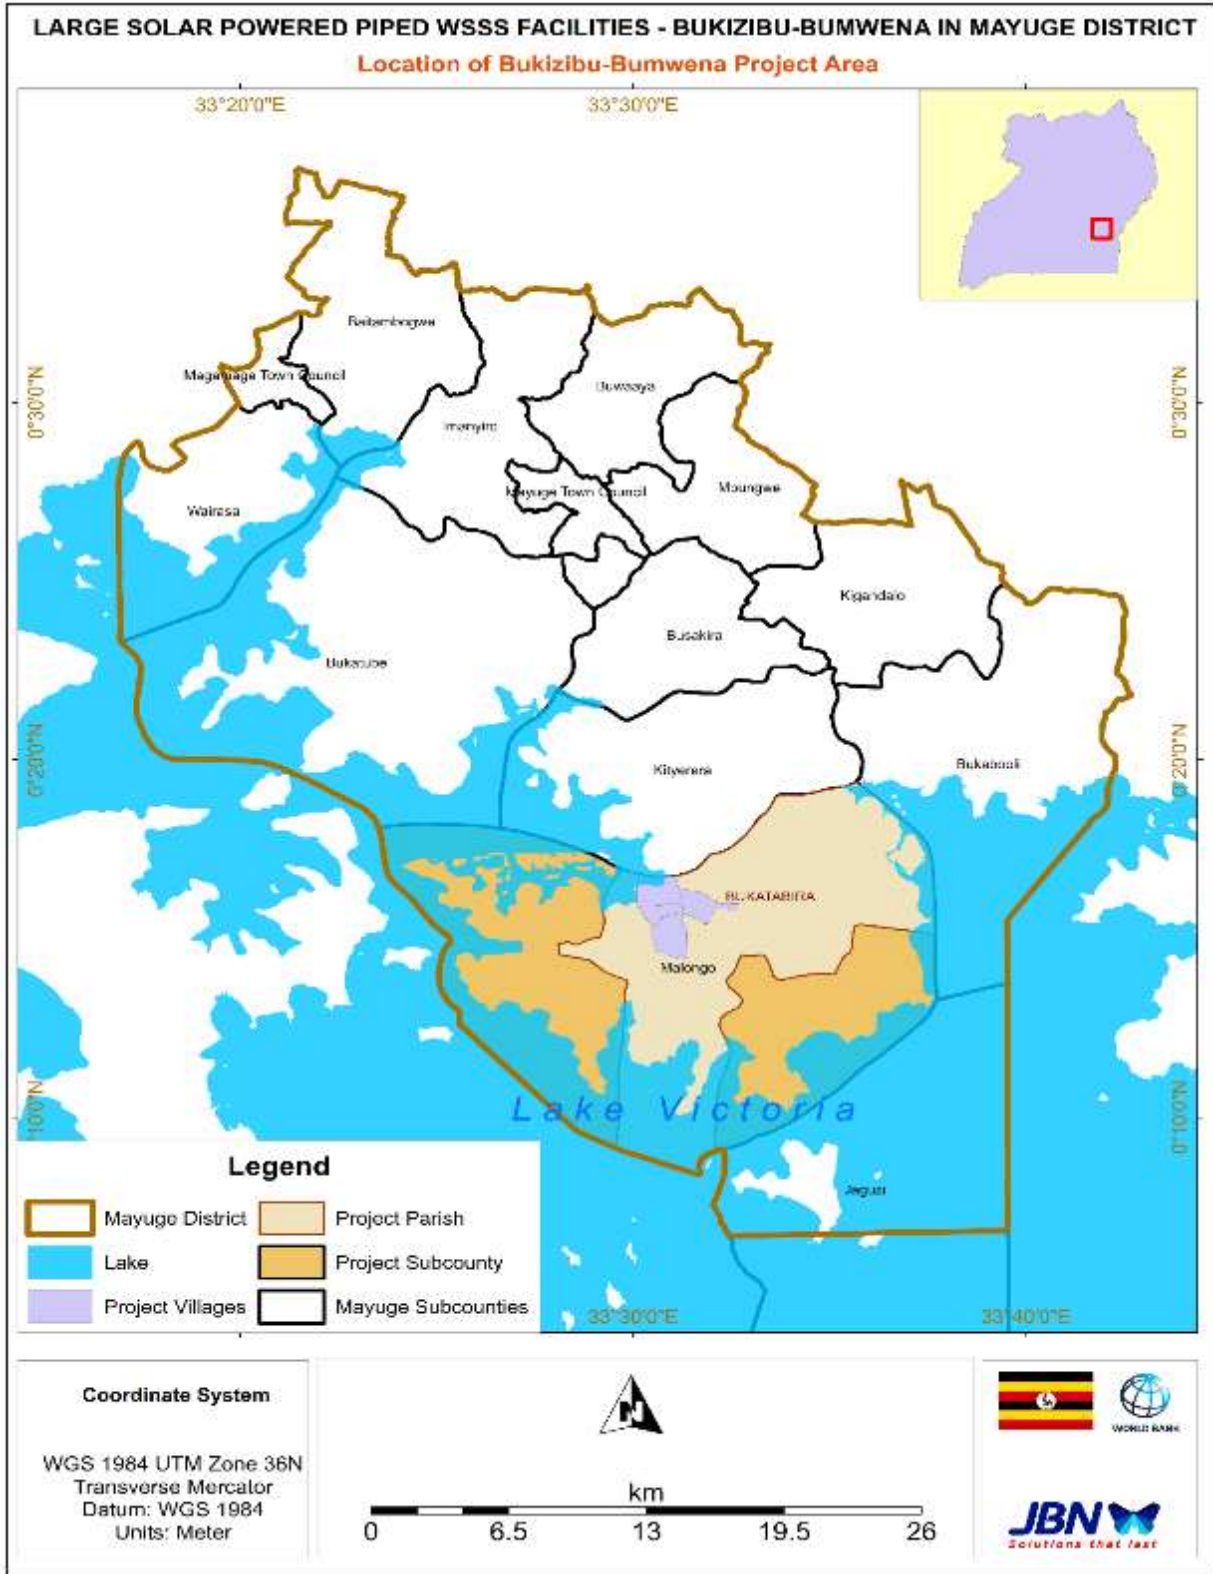 LARGE SOLAR POWERED PIPED WSSS FACILITIES - BUKIZIBU-BUMWENA IN MAYUGE DISTRICT
Location of Bukizibu-Bumwena Project Area
33°20'0"E
33°30'0"E
Baitambogwe
Magamaga Town Council
Buwaaya
0°30'0"N
0°30'0"N
Imanyiro
Mayuge Town Council
Mpungwe
Wairasa
Kigandalo
Busakira
Bukatube
0°20'0"N
0°20'0"N
Kityerera
Bukabooli
BUKATABIRA
Malongo
Lake Victoria
0°10'0"N
0°10'0"N
Jaguzi
Legend
Mayuge District
Project Parish
Lake
Project Subcounty
Project Villages
Mayuge Subcounties
33°30'0"E
33°40'0"E
Coordinate System
WGS 1984 UTM Zone 36N
Transverse Mercator
Datum: WGS 1984
Units: Meter
N
km
0 6.5 13 19.5 26
WORLD BANK
JBN
Solutions that last